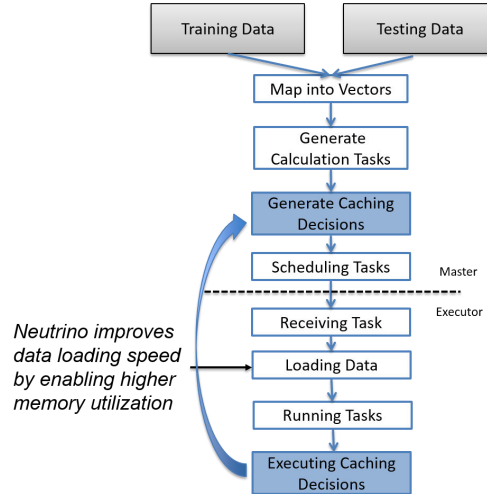 Training Data
Testing Data
Map into Vectors
Generate
Calculation Tasks
Generate Caching
Decisions
Scheduling Tasks
Master
Executor
Receiving Task
Neutrino improves
data loading speed
by enabling higher
memory utilization
Loading Data
Running Tasks
Executing Caching
Decisions